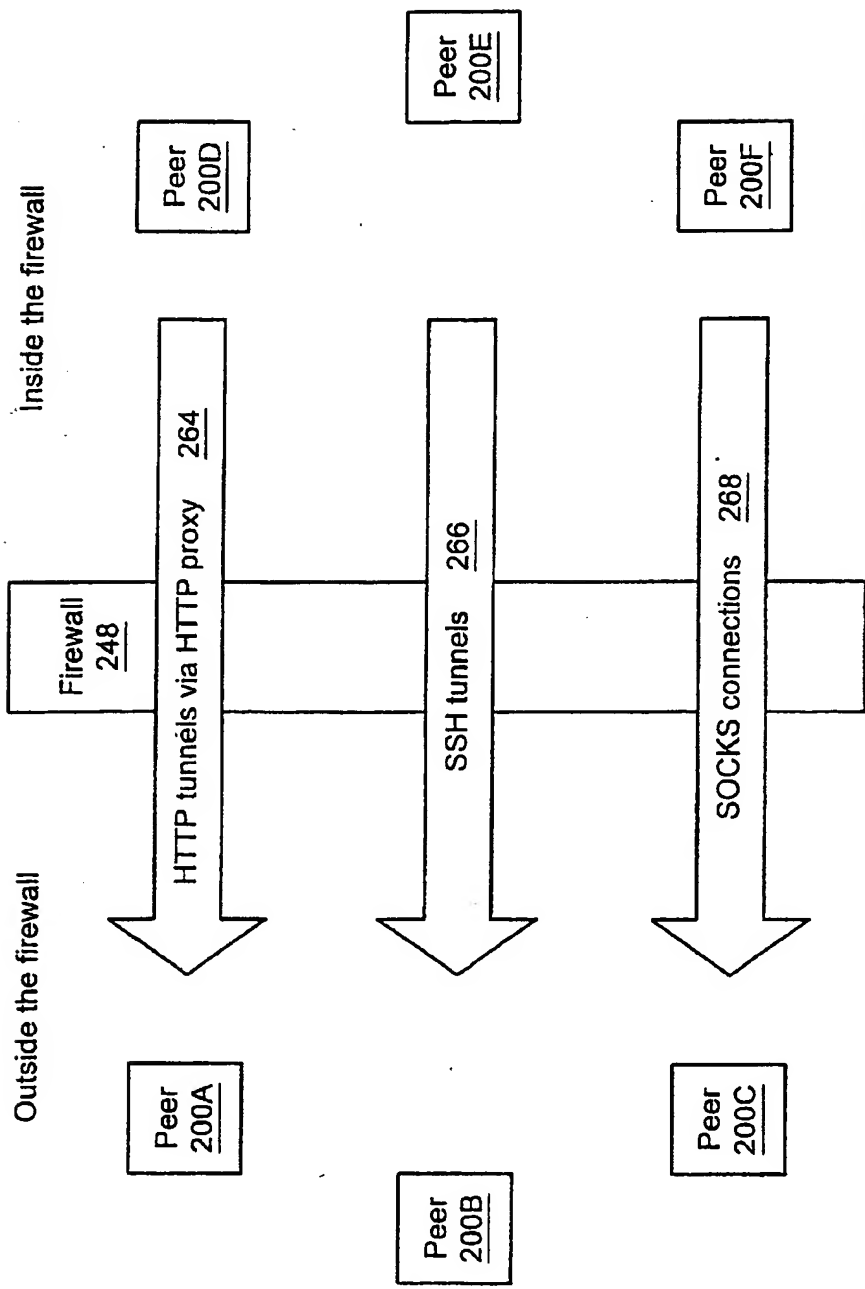 Outside the firewall
Inside the firewall
Firewall
248
Peer
200A
HTTP tunnels via HTTP proxy 264
Peer
200D
Peer
200B
SSH tunnels 266
Peer
200E
Peer
200C
SOCKS connections 268
Peer
200F